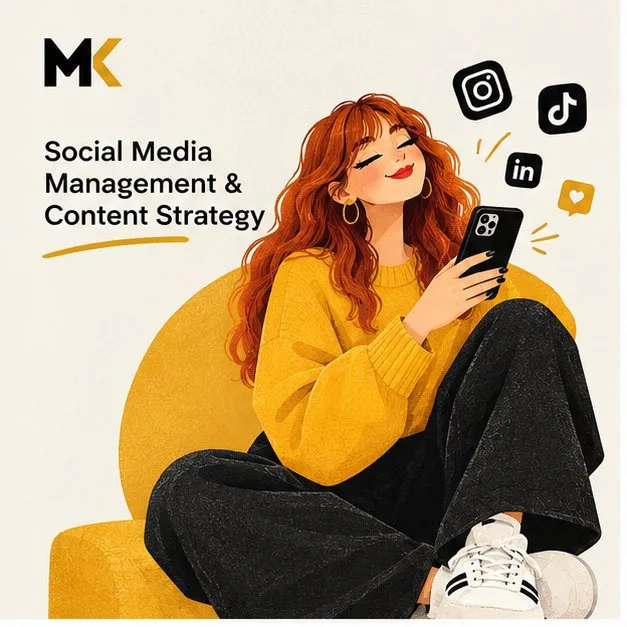 MK
Social Media
Management &
Content Strategy
in